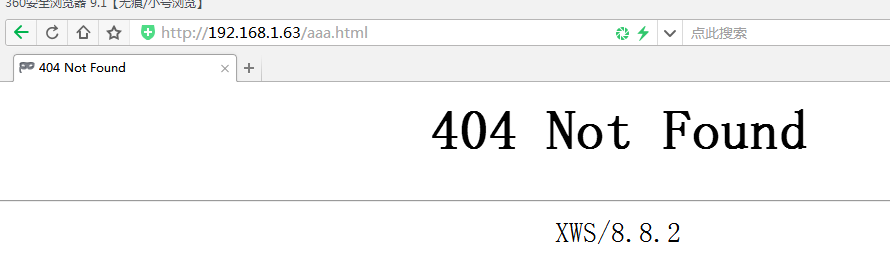 360安全浏览器 9.1【无痕/小号浏览】
http://192.168.1.63/aaa.html
点此搜索
404 Not Found
404 Not Found
XWS/8.8.2